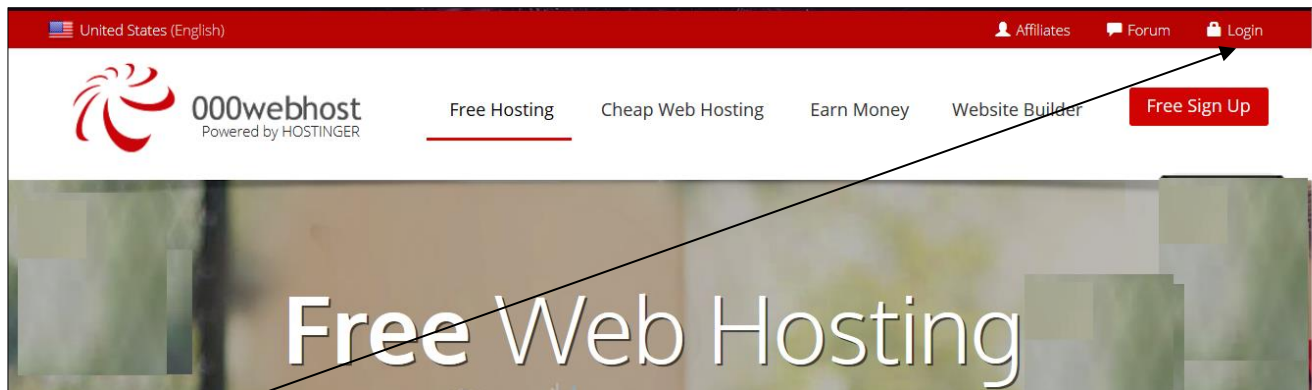 United States (English) Affiliates Forum Login
000webhost Free Hosting Cheap Web Hosting Earn Money Website Builder Free Sign Up
Powered by HOSTINGER
Free Web Hosting